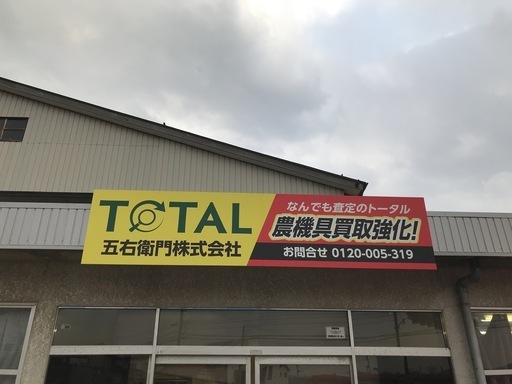 TOTAL
五右衛門株式会社
なんでも査定のトータル
農機具買取強化!
お問合せ 0120-005-319